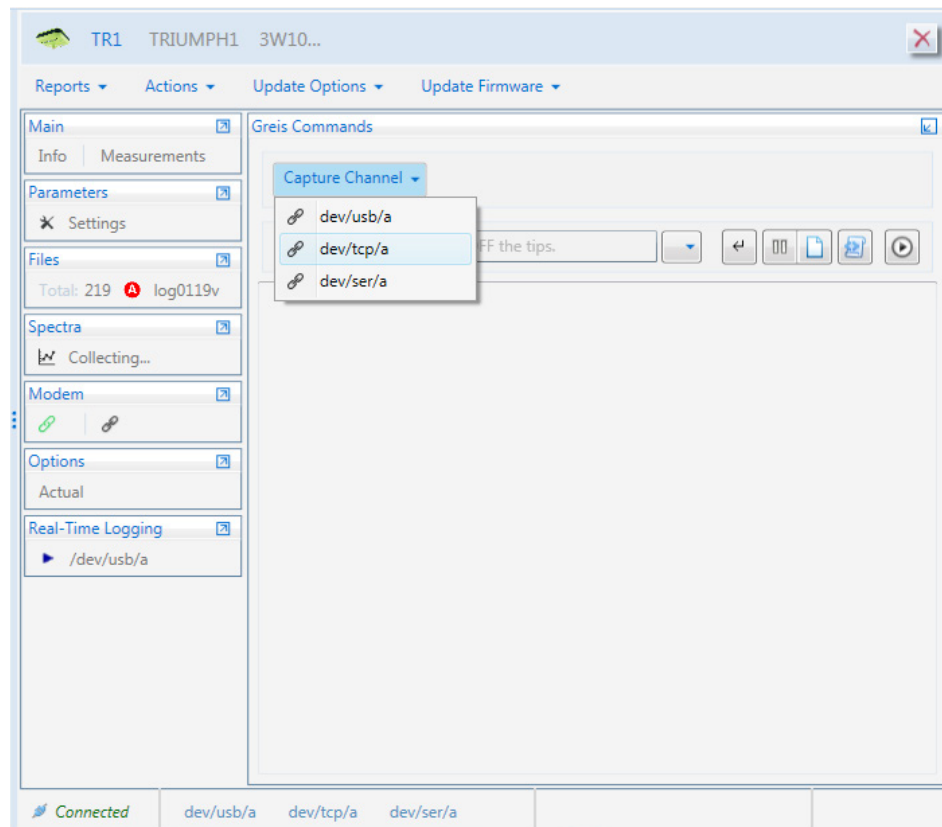 TR1 TRIUMPH1 3W10...
Reports Actions Update Options Update Firmware
Main
Info Measurements
Parameters
Settings
Files
Total: 219 A log0119v
Spectra
Collecting...
Modem
Options
Actual
Real-Time Logging
/dev/usb/a
Greis Commands
Capture Channel
dev/usb/a
dev/tcp/a
dev/ser/a
FF the tips.
Connected dev/usb/a dev/tcp/a dev/ser/a